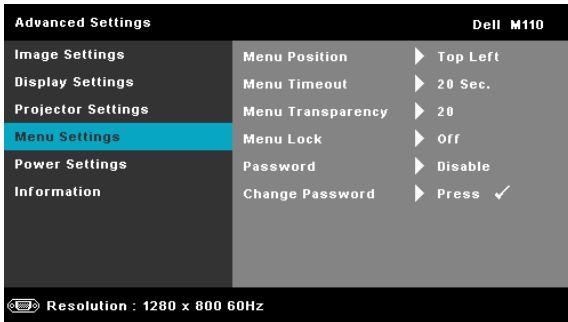 Advanced Settings Dell M110
Image Settings
Display Settings
Projector Settings
Menu Settings
Power Settings
Information
Menu Position Top Left
Menu Timeout 20 Sec.
Menu Transparency 20
Menu Lock Off
Password Disable
Change Password Press ✓
Resolution : 1280 x 800 60Hz